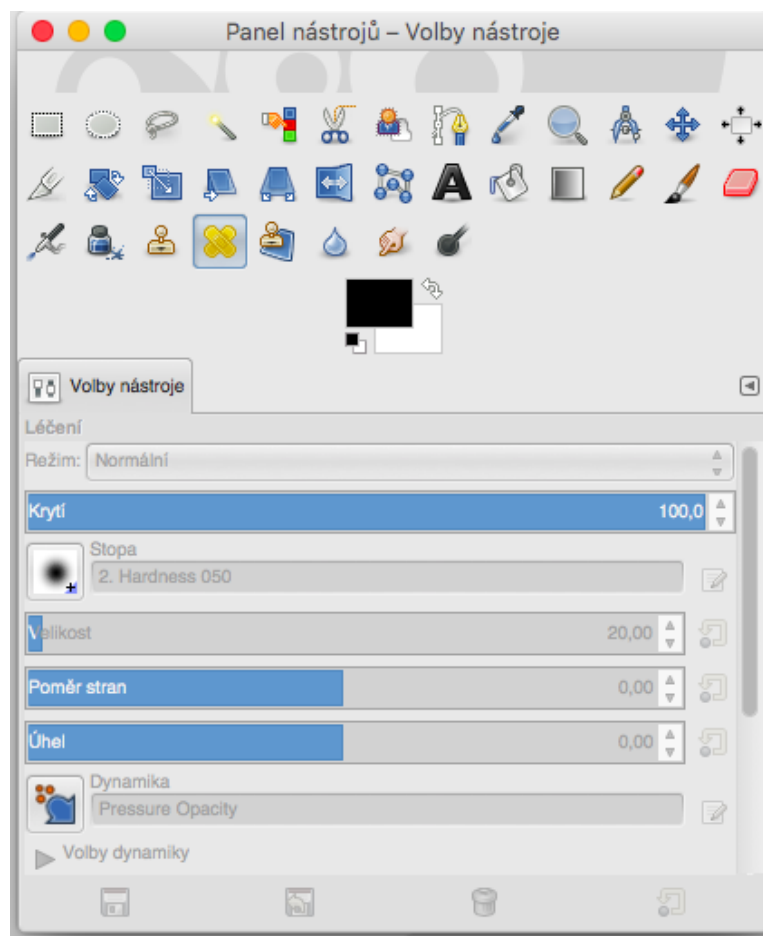 Panel nástrojů – Volby nástroje
Volby nástroje
Léčení
Režim: Normální
Krytí 100,0
Stopa
2. Hardness 050
Velikost 20,00
Poměr stran 0,00
Úhel 0,00
Dynamika
Pressure Opacity
Volby dynamiky